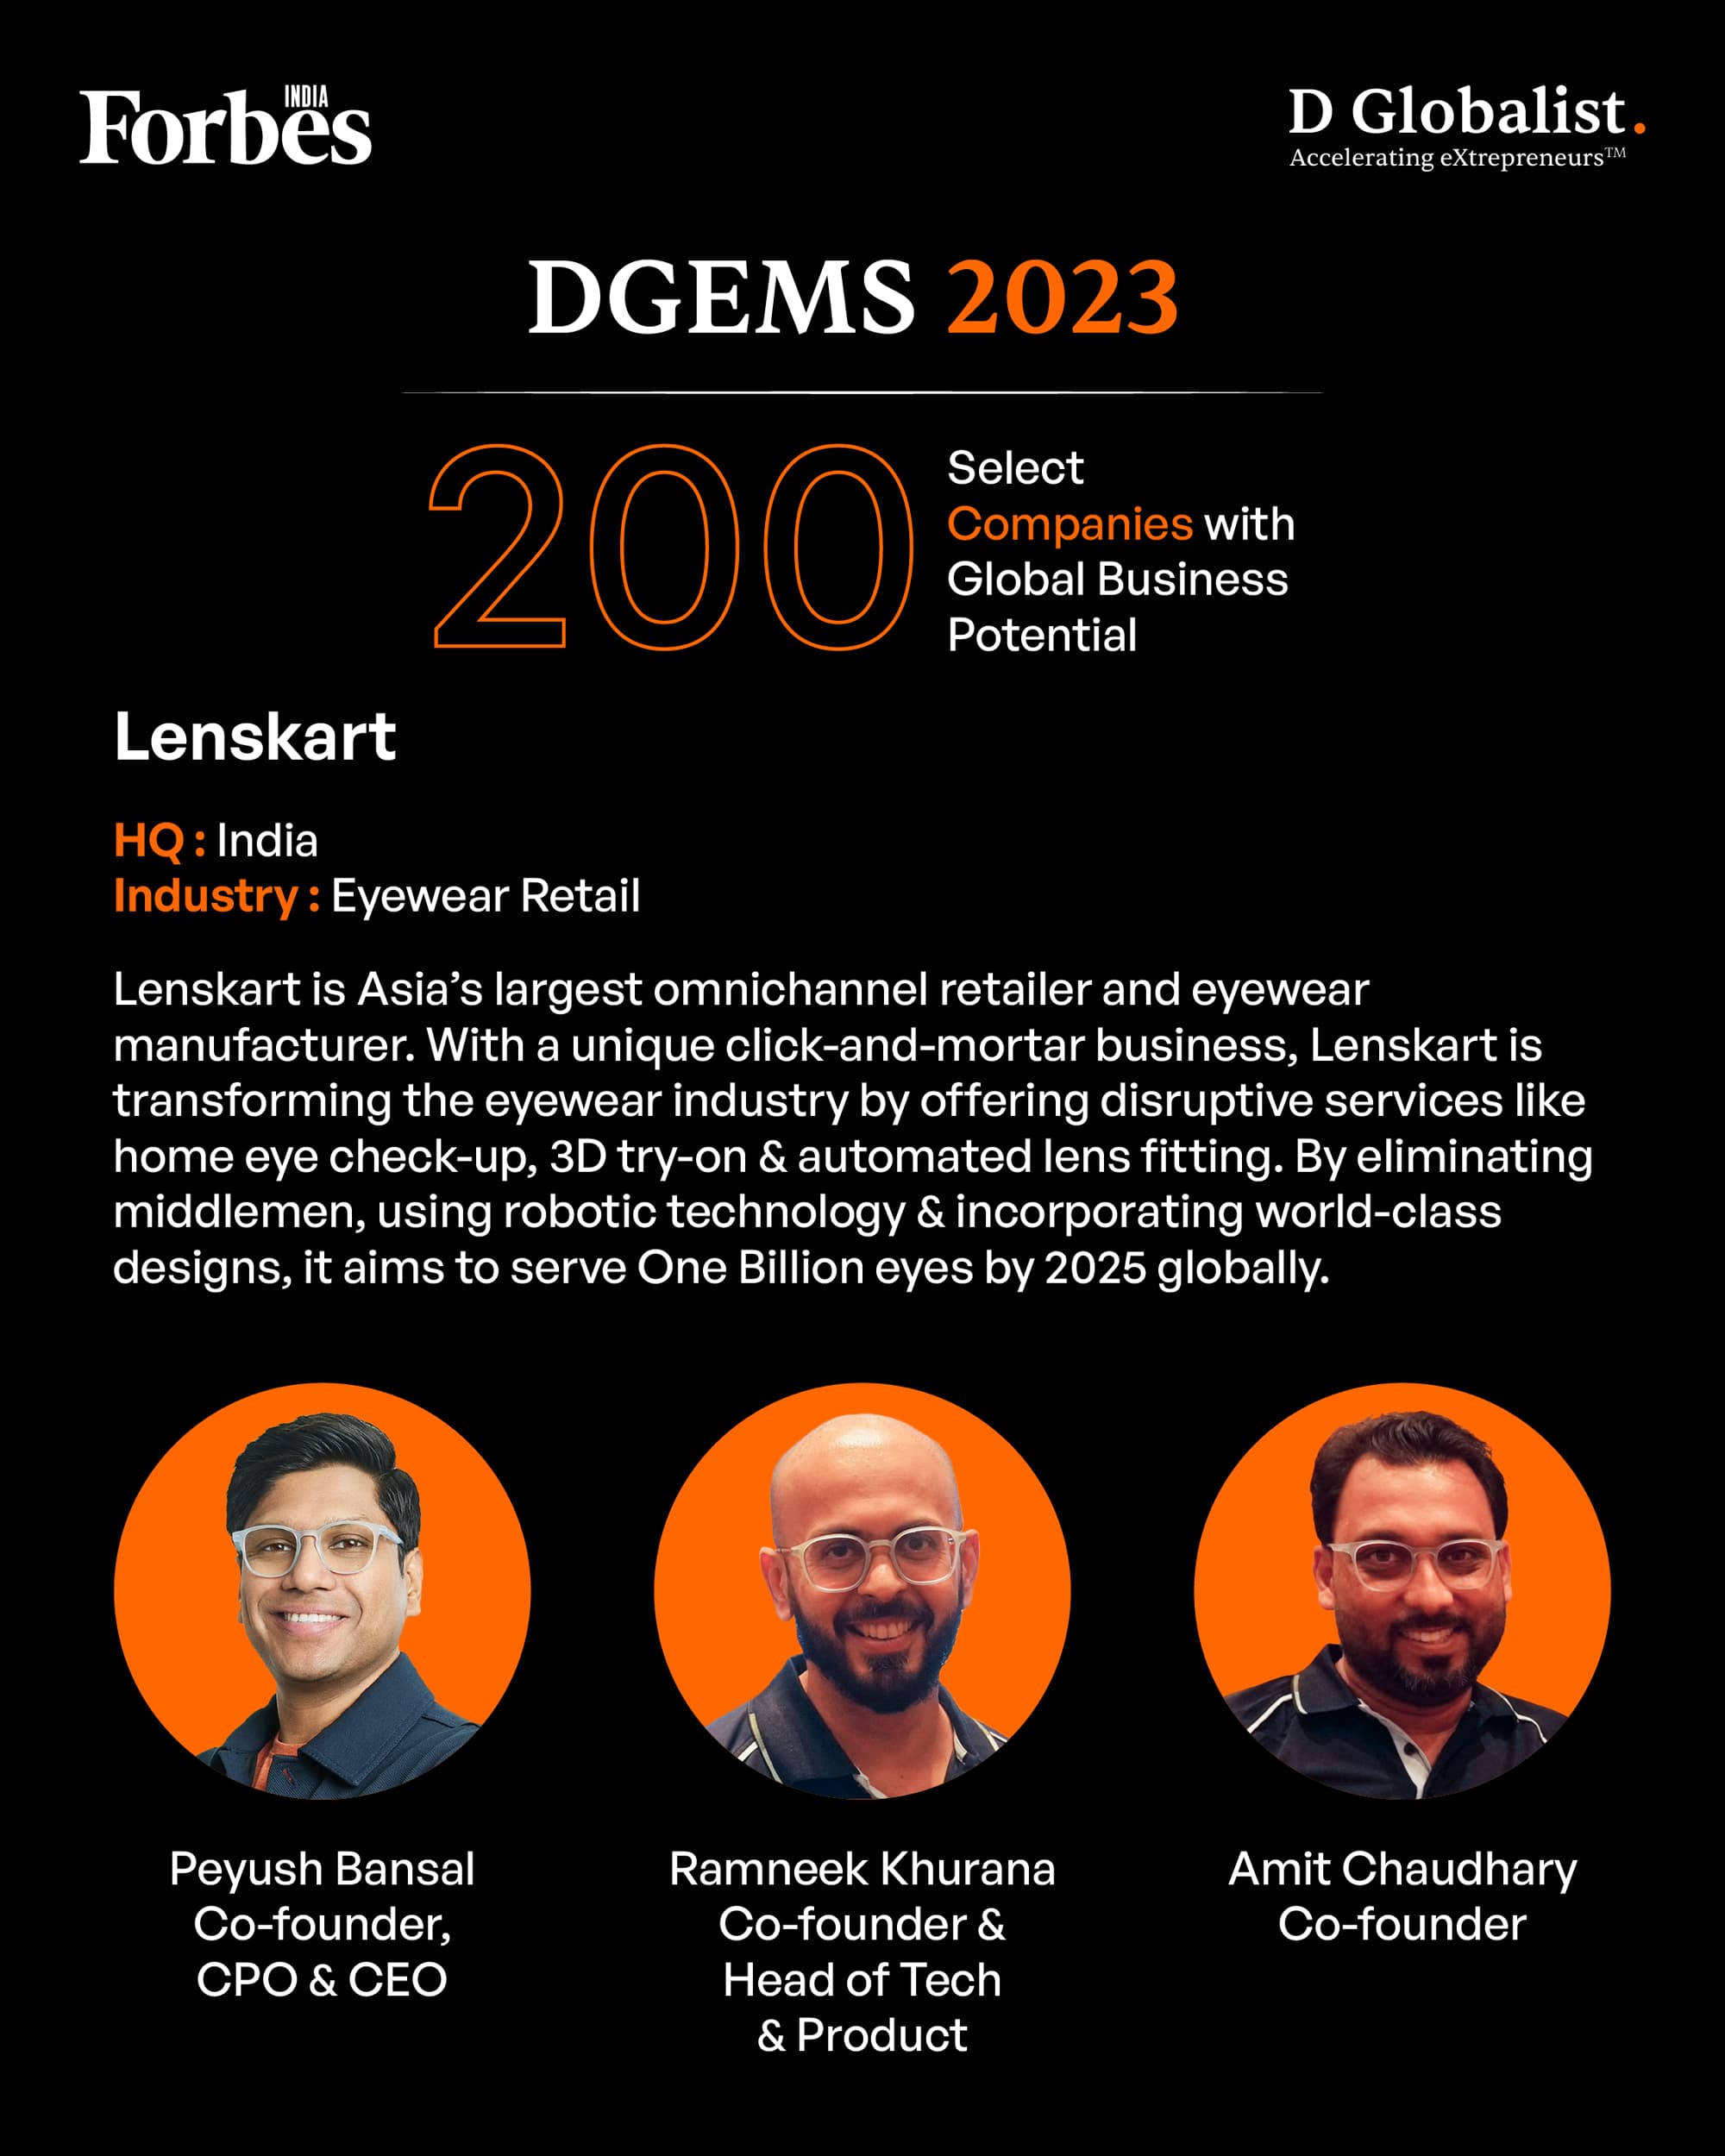 Forbes INDIA
D Globalist.
Accelerating eXtrepreneurs™
DGEMS 2023
200
Select
Companies with
Global Business
Potential
Lenskart
HQ : India
Industry : Eyewear Retail
Lenskart is Asia’s largest omnichannel retailer and eyewear
manufacturer. With a unique click-and-mortar business, Lenskart is
transforming the eyewear industry by offering disruptive services like
home eye check-up, 3D try-on & automated lens fitting. By eliminating
middlemen, using robotic technology & incorporating world-class
designs, it aims to serve One Billion eyes by 2025 globally.
Peyush Bansal
Co-founder,
CPO & CEO
Ramneek Khurana
Co-founder &
Head of Tech
& Product
Amit Chaudhary
Co-founder